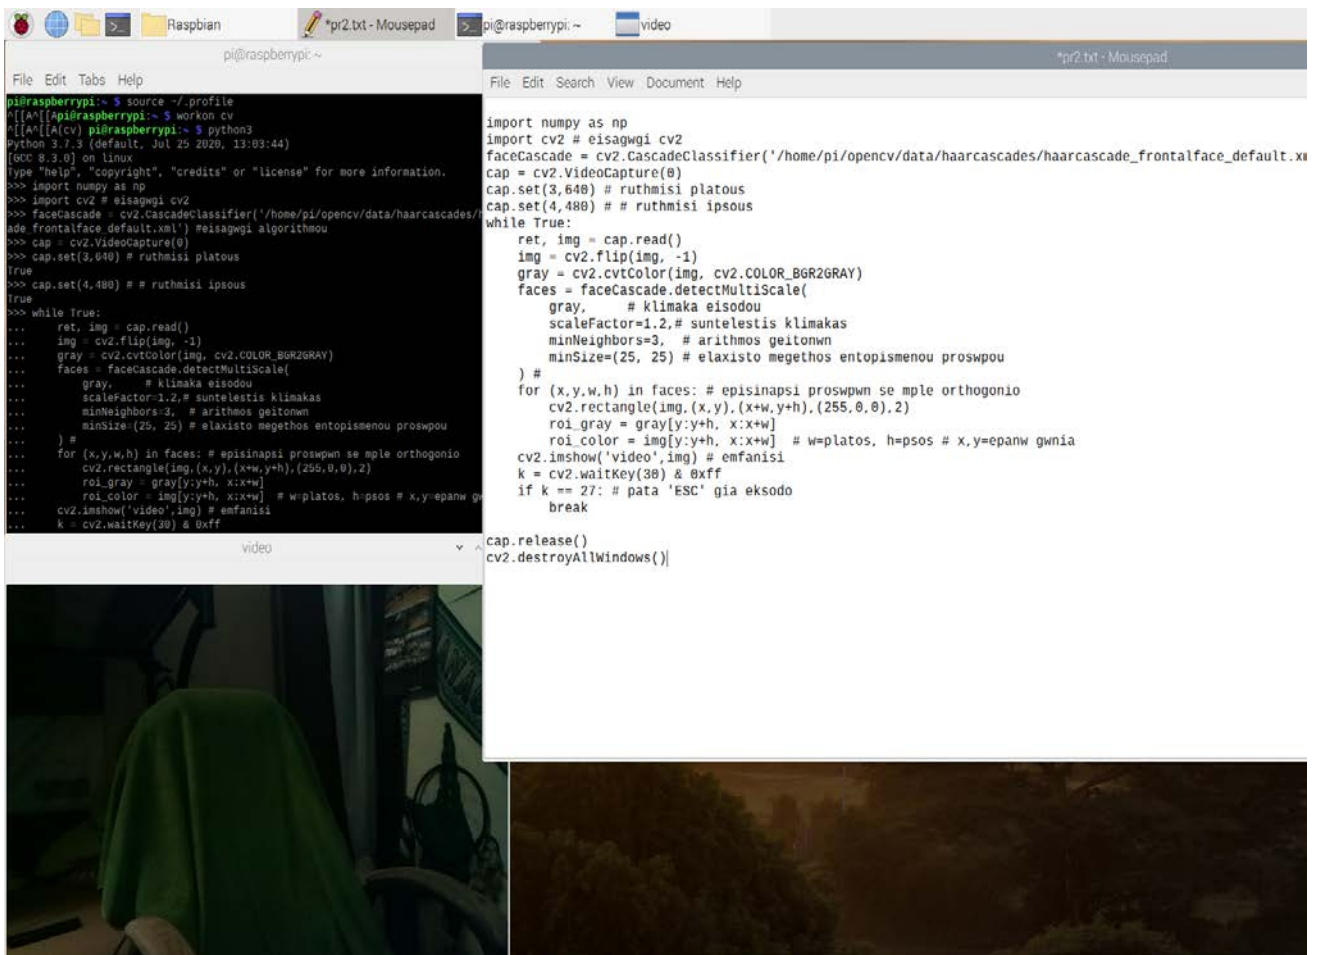 Raspbian
*pr2.txt - Mousepad
pi@raspberrypi: ~
video
pi@raspberrypi: ~
File Edit Tabs Help
pi@raspberrypi:~ $ source ~/.profile
^[[A^[[Api@raspberrypi:~ $ workon cv
^[[A^[[A(cv) pi@raspberrypi:~ $ python3
Python 3.7.3 (default, Jul 25 2020, 13:03:44)
[GCC 8.3.0] on linux
Type "help", "copyright", "credits" or "license" for more information.
>>> import numpy as np
>>> import cv2 # eisagwgi cv2
>>> faceCascade = cv2.CascadeClassifier('/home/pi/opencv/data/haarcascades/h
ade_frontalface_default.xml') #eisagwgi algorithmou
>>> cap = cv2.VideoCapture(0)
>>> cap.set(3,640) # ruthmisi platous
True
>>> cap.set(4,480) # # ruthmisi ipsous
True
>>> while True:
...     ret, img = cap.read()
...     img = cv2.flip(img, -1)
...     gray = cv2.cvtColor(img, cv2.COLOR_BGR2GRAY)
...     faces = faceCascade.detectMultiScale(
...         gray,     # klimaka eisodou
...         scaleFactor=1.2,# suntelestis klimakas
...         minNeighbors=3,  # arithmos geitonwn
...         minSize=(25, 25) # elaxisto megethos entopismenou proswpou
...     ) #
...     for (x,y,w,h) in faces: # episinapsi proswpwn se mple orthogonio
...         cv2.rectangle(img,(x,y),(x+w,y+h),(255,0,0),2)
...         roi_gray = gray[y:y+h, x:x+w]
...         roi_color = img[y:y+h, x:x+w]  # w=platos, h=psos # x,y=epanw gw
...     cv2.imshow('video',img) # emfanisi
...     k = cv2.waitKey(30) & 0xff
video
*pr2.txt - Mousepad
File Edit Search View Document Help
import numpy as np
import cv2 # eisagwgi cv2
faceCascade = cv2.CascadeClassifier('/home/pi/opencv/data/haarcascades/haarcascade_frontalface_default.xm
cap = cv2.VideoCapture(0)
cap.set(3,640) # ruthmisi platous
cap.set(4,480) # # ruthmisi ipsous
while True:
    ret, img = cap.read()
    img = cv2.flip(img, -1)
    gray = cv2.cvtColor(img, cv2.COLOR_BGR2GRAY)
    faces = faceCascade.detectMultiScale(
        gray,     # klimaka eisodou
        scaleFactor=1.2,# suntelestis klimakas
        minNeighbors=3,  # arithmos geitonwn
        minSize=(25, 25) # elaxisto megethos entopismenou proswpou
    ) #
    for (x,y,w,h) in faces: # episinapsi proswpwn se mple orthogonio
        cv2.rectangle(img,(x,y),(x+w,y+h),(255,0,0),2)
        roi_gray = gray[y:y+h, x:x+w]
        roi_color = img[y:y+h, x:x+w]  # w=platos, h=psos # x,y=epanw gwnia
    cv2.imshow('video',img) # emfanisi
    k = cv2.waitKey(30) & 0xff
    if k == 27: # pata 'ESC' gia eksodo
        break
cap.release()
cv2.destroyAllWindows()